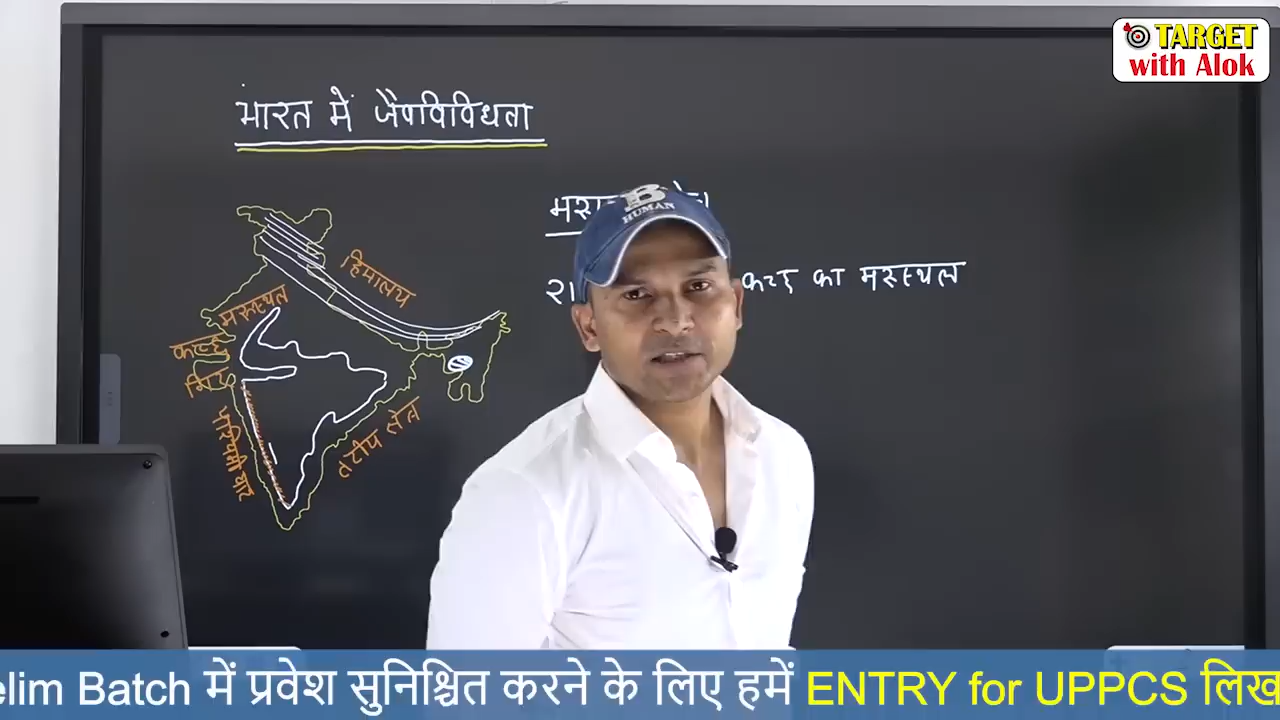 TARGET
with Alok
भारत में जैवविविधता
B
HUMAN
का मरुस्थल
हिमालय
मरुस्थल
कच्छ
तटीय क्षेत्र
elim Batch में प्रवेश सुनिश्चित करने के लिए हमें ENTRY for UPPCS लिख